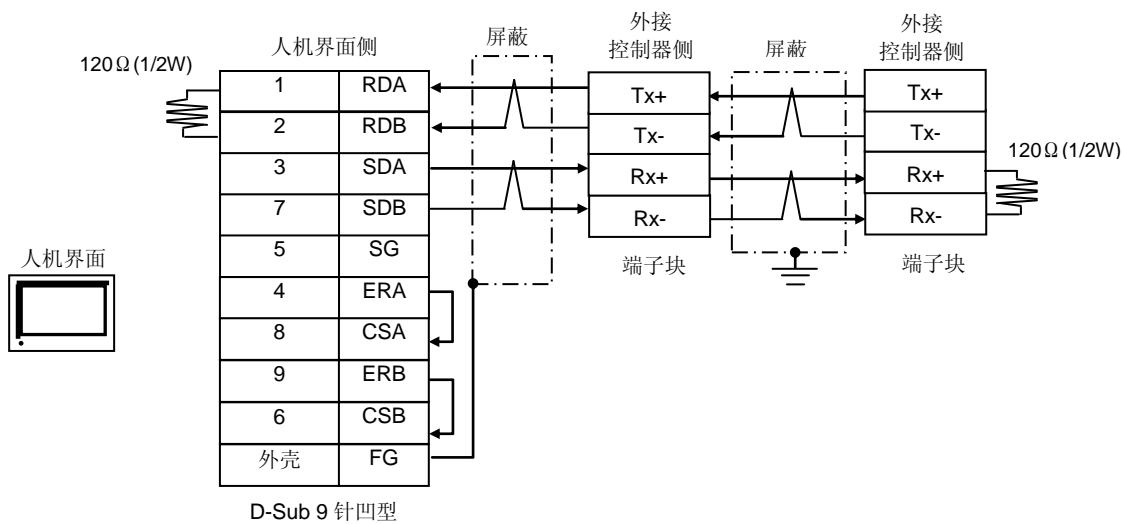 人机界面侧
屏蔽
外接
控制器侧
屏蔽
外接
控制器侧
120Ω(1/2W)
1 RDA
2 RDB
3 SDA
7 SDB
5 SG
4 ERA
8 CSA
9 ERB
6 CSB
外壳 FG
D-Sub 9 针凹型
人机界面
Tx+
Tx-
Rx+
Rx-
端子块
Tx+
Tx-
Rx+
Rx-
端子块
120Ω(1/2W)